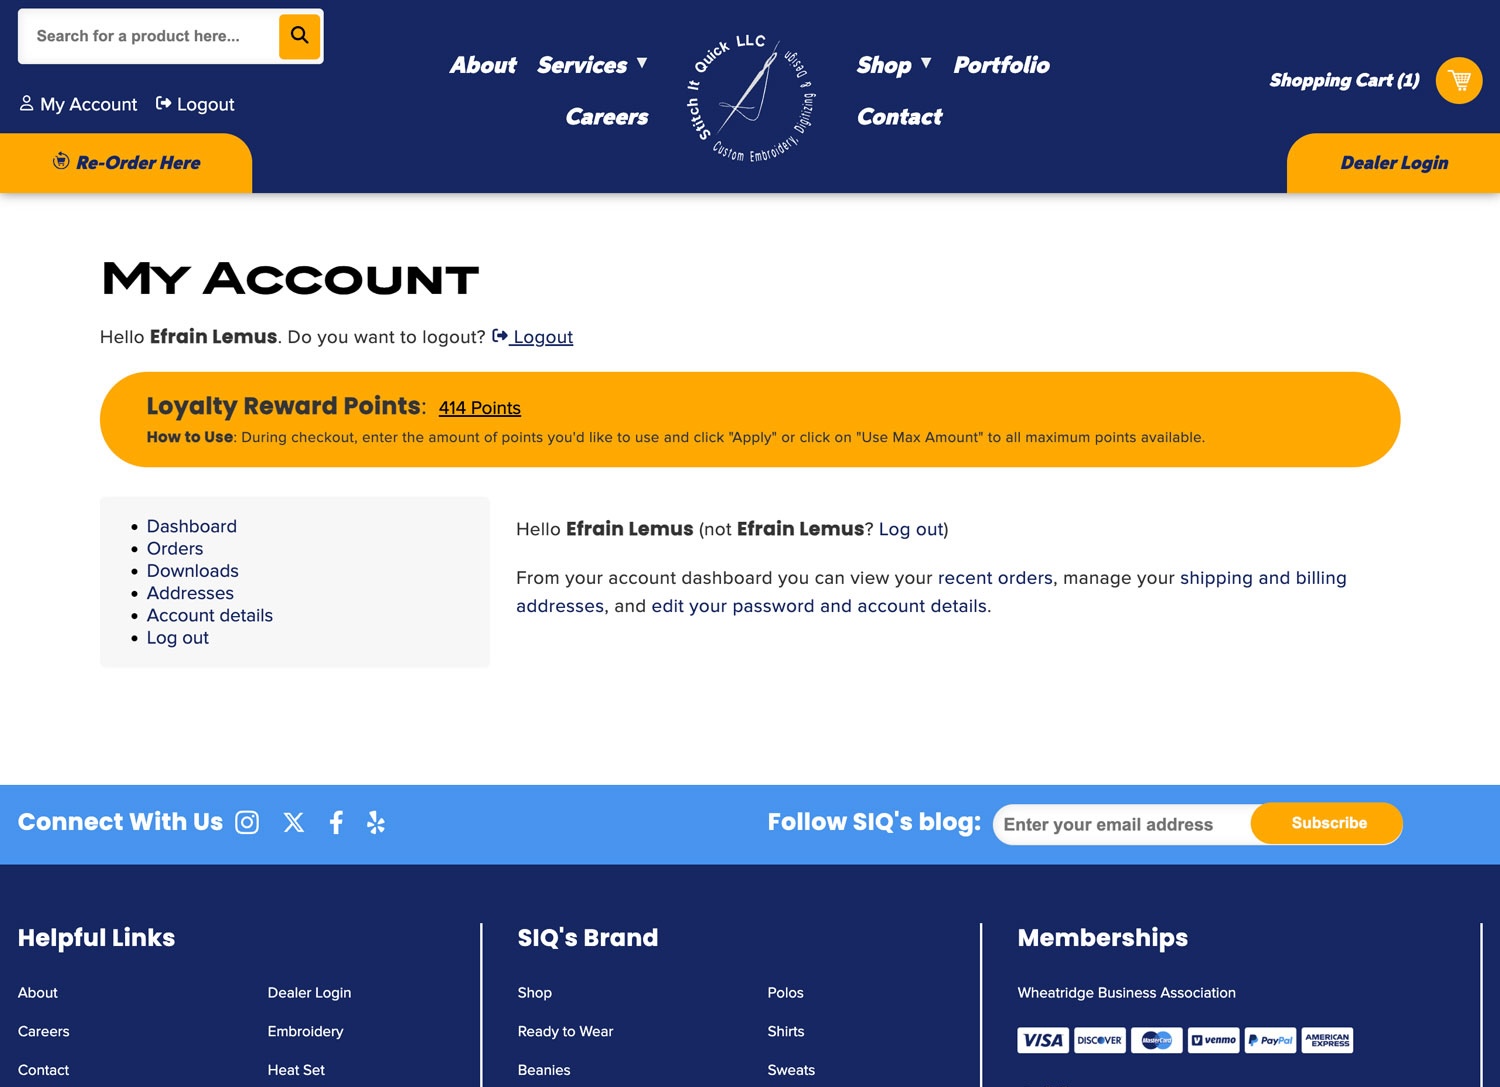 Search for a product here...
My Account Logout
Re-Order Here
About Services ▼
Careers
Stitch It Quick LLC
Custom Embroidery, Digitizing & Design
Shop ▼ Portfolio
Contact
Shopping Cart (1)
Dealer Login
My Account
Hello Efrain Lemus. Do you want to logout? Logout
Loyalty Reward Points: 414 Points
How to Use: During checkout, enter the amount of points you'd like to use and click "Apply" or click on "Use Max Amount" to all maximum points available.
• Dashboard
• Orders
• Downloads
• Addresses
• Account details
• Log out
Hello Efrain Lemus (not Efrain Lemus? Log out)
From your account dashboard you can view your recent orders, manage your shipping and billing
addresses, and edit your password and account details.
Connect With Us
Follow SIQ's blog: Enter your email address Subscribe
Helpful Links
About Dealer Login
Careers Embroidery
Contact Heat Set
SIQ's Brand
Shop Polos
Ready to Wear Shirts
Beanies Sweats
Memberships
Wheatridge Business Association
VISA DISCOVER MasterCard venmo PayPal AMERICAN EXPRESS